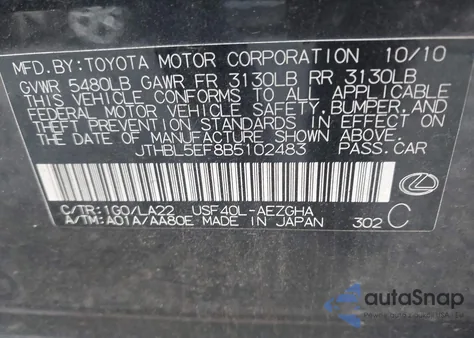 MFD.BY:TOYOTA MOTOR CORPORATION 10/10
GVWR 5480LB GAWR FR 3130LB RR 3130LB
THIS VEHICLE CONFORMS TO ALL APPLICABLE
FEDERAL MOTOR VEHICLE SAFETY, BUMPER, AND
THEFT PREVENTION STANDARDS IN EFFECT ON
THE DATE OF MANUFACTURE SHOWN ABOVE.
JTHBL5EF8B5102483 PASS.CAR
C/TR:1G0/LA22 USF40L-AEZGHA
A/TM:A01A/AA80E MADE IN JAPAN 302 C
autoSnap